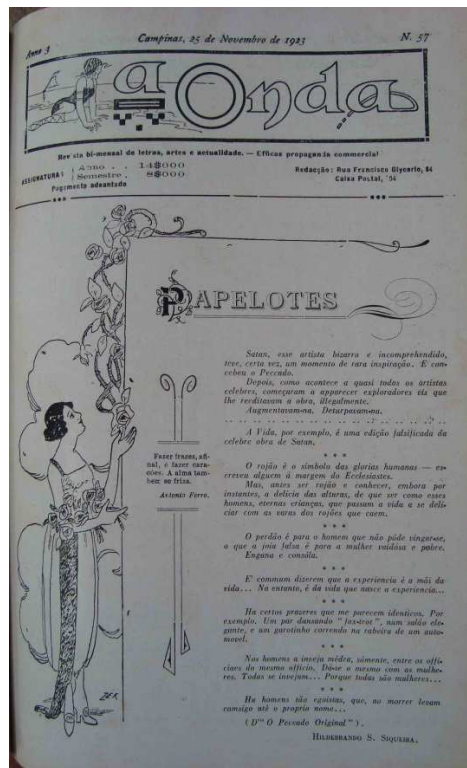 Anno 3
Campinas, 25 de Novembro de 1923
N. 37
a Onda
Revista bi-mensal de letras, artes e actualidade. — Efficaz propaganda commercial
ASSIGNATURAS
Anno . . 14$000
Semestre . 8$000
Pagamento adeantado
Redacção: Rua Francisco Glycerio, 84
Caixa Postal, 94
PAPELOTES
Satan, esse artista bizarro e incomprehendido,
teve, certa vez, um momento de rara inspiração. E con-
cebeu o Peccado.
Depois, como acontece a quasi todos os artistas
celebres, começaram a apparecer exploradores vis que
lhe reeditavam a obra, illegalmente.
Augmentavam-na. Deturpavam-na.
A Vida, por exemplo, é uma edição falsificada da
celebre obra de Satan.
* * *
O rojão é o symbolo das glorias humanas — es-
creveu alguem á margem do Ecclesiastes.
Mas, antes ser rojão e conhecer, embora por
instantes, a delicia das alturas, do que ser como esses
homens, eternas crianças, que passam a vida a se deli-
ciar com as varas dos rojões que caem.
* * *
O perdão é para o homem que não póde vingar-se,
o que a joia falsa é para a mulher vaidosa e pobre.
Engana e consóla.
* * *
E' commum dizerem que a experiencia é a mãi da
vida... No entanto, é da vida que nasce a experiencia...
* * *
Ha certos prazeres que me parecem identicos. Por
exemplo. Um par dansando "fox-trot", num salão ele-
gante, e um garotinho correndo na rabeira de um auto-
movel.
* * *
Nos homens a inveja médra, sómente, entre os offi-
ciaes do mesmo officio. Dá-se o mesmo com as mulhe-
res. Todas se invejam... Porque todas são mulheres...
* * *
Ha homens tão egoistas, que, ao morrer levam
comsigo até o proprio nome...
(D'"O Peccado Original").
HILDEBRANDO S. SIQUEIRA.
Fazer frases, afi-
nal, e fazer cara-
cões. A alma tam-
bem se friza.
Antonio Ferro.